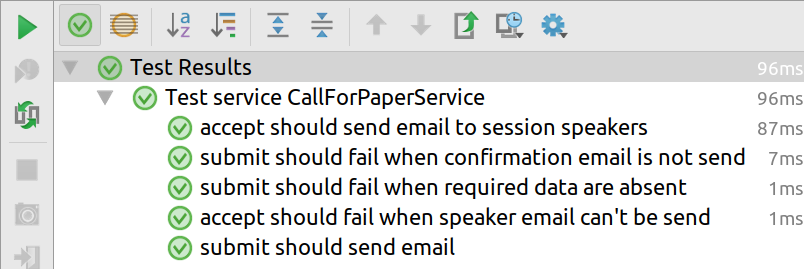 Test Results 96ms
Test service CallForPaperService 96ms
accept should send email to session speakers 87ms
submit should fail when confirmation email is not send 7ms
submit should fail when required data are absent 1ms
accept should fail when speaker email can't be send 1ms
submit should send email